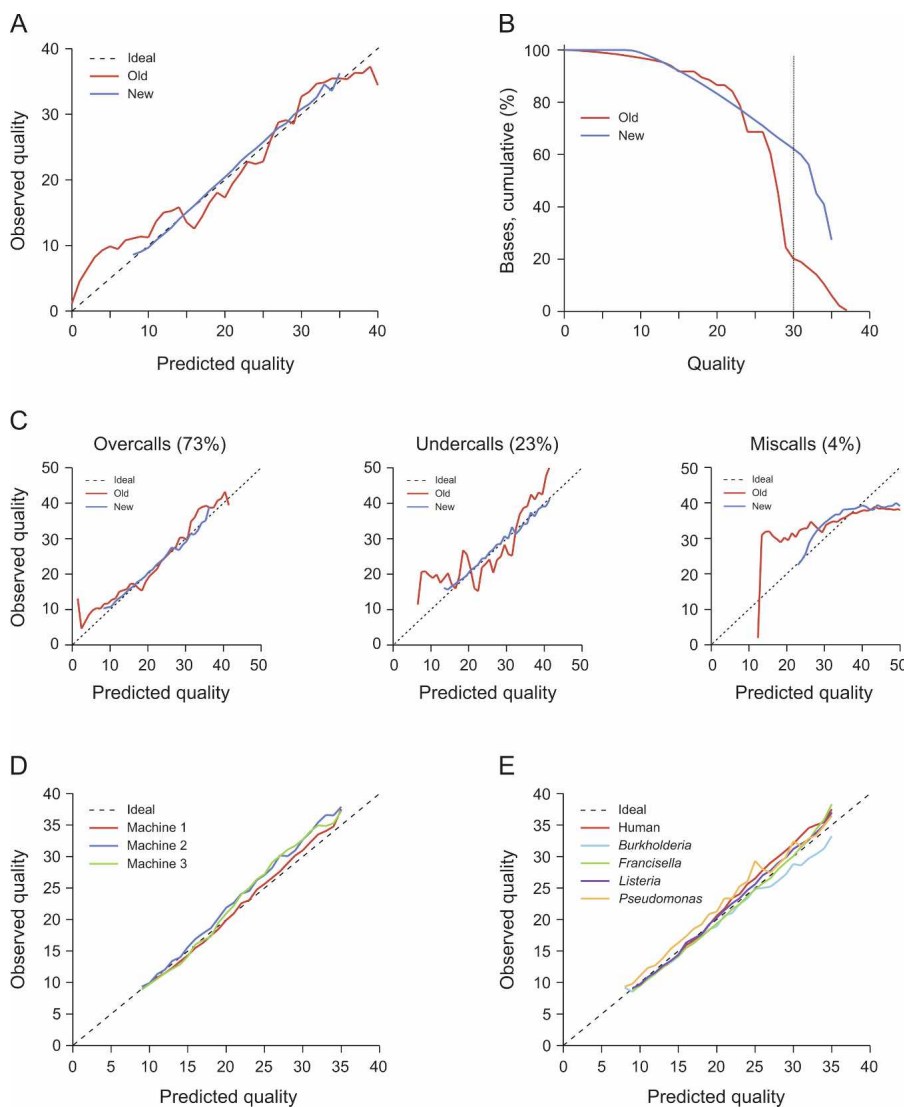 A
Observed quality
40
30
20
10
0
Ideal
Old
New
0 10 20 30 40
Predicted quality
B
Bases, cumulative (%)
100
80
60
40
20
0
Old
New
0 10 20 30 40
Quality
C
Overcalls (73%)
Observed quality
50
40
30
20
10
0
Ideal
Old
New
0 10 20 30 40 50
Predicted quality
Undercalls (23%)
50
40
30
20
10
0
Ideal
Old
New
0 10 20 30 40 50
Predicted quality
Miscalls (4%)
50
40
30
20
10
0
Ideal
Old
New
0 10 20 30 40 50
Predicted quality
D
Observed quality
40
35
30
25
20
15
10
5
0
Ideal
Machine 1
Machine 2
Machine 3
0 5 10 15 20 25 30 35 40
Predicted quality
E
Observed quality
40
35
30
25
20
15
10
5
0
Ideal
Human
Burkholderia
Francisella
Listeria
Pseudomonas
0 5 10 15 20 25 30 35 40
Predicted quality